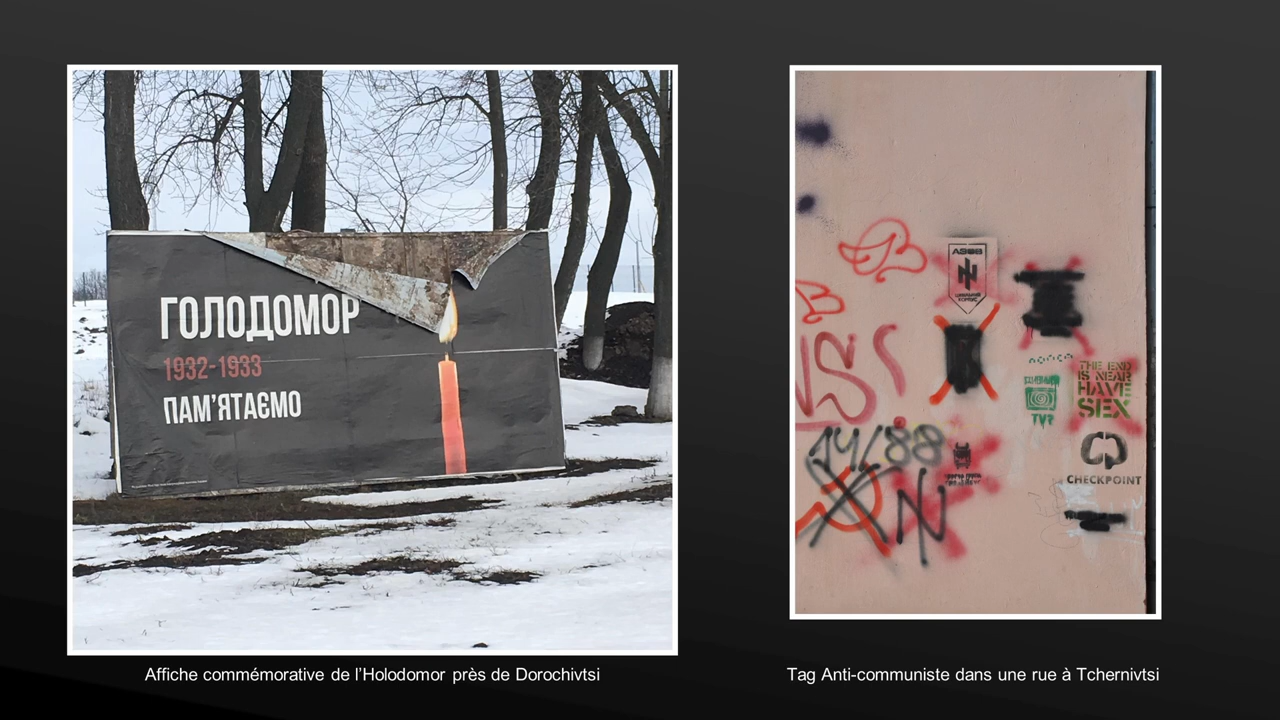 ГОЛОДОМОР
1932-1933
ПАМ'ЯТАЄМО
14/88
TV?
THE END
IS NEAR
HAVE
SEX
CHECKPOINT
Affiche commémorative de l'Holodomor près de Dorochivtsi
Tag Anti-communiste dans une rue à Tchernivtsi